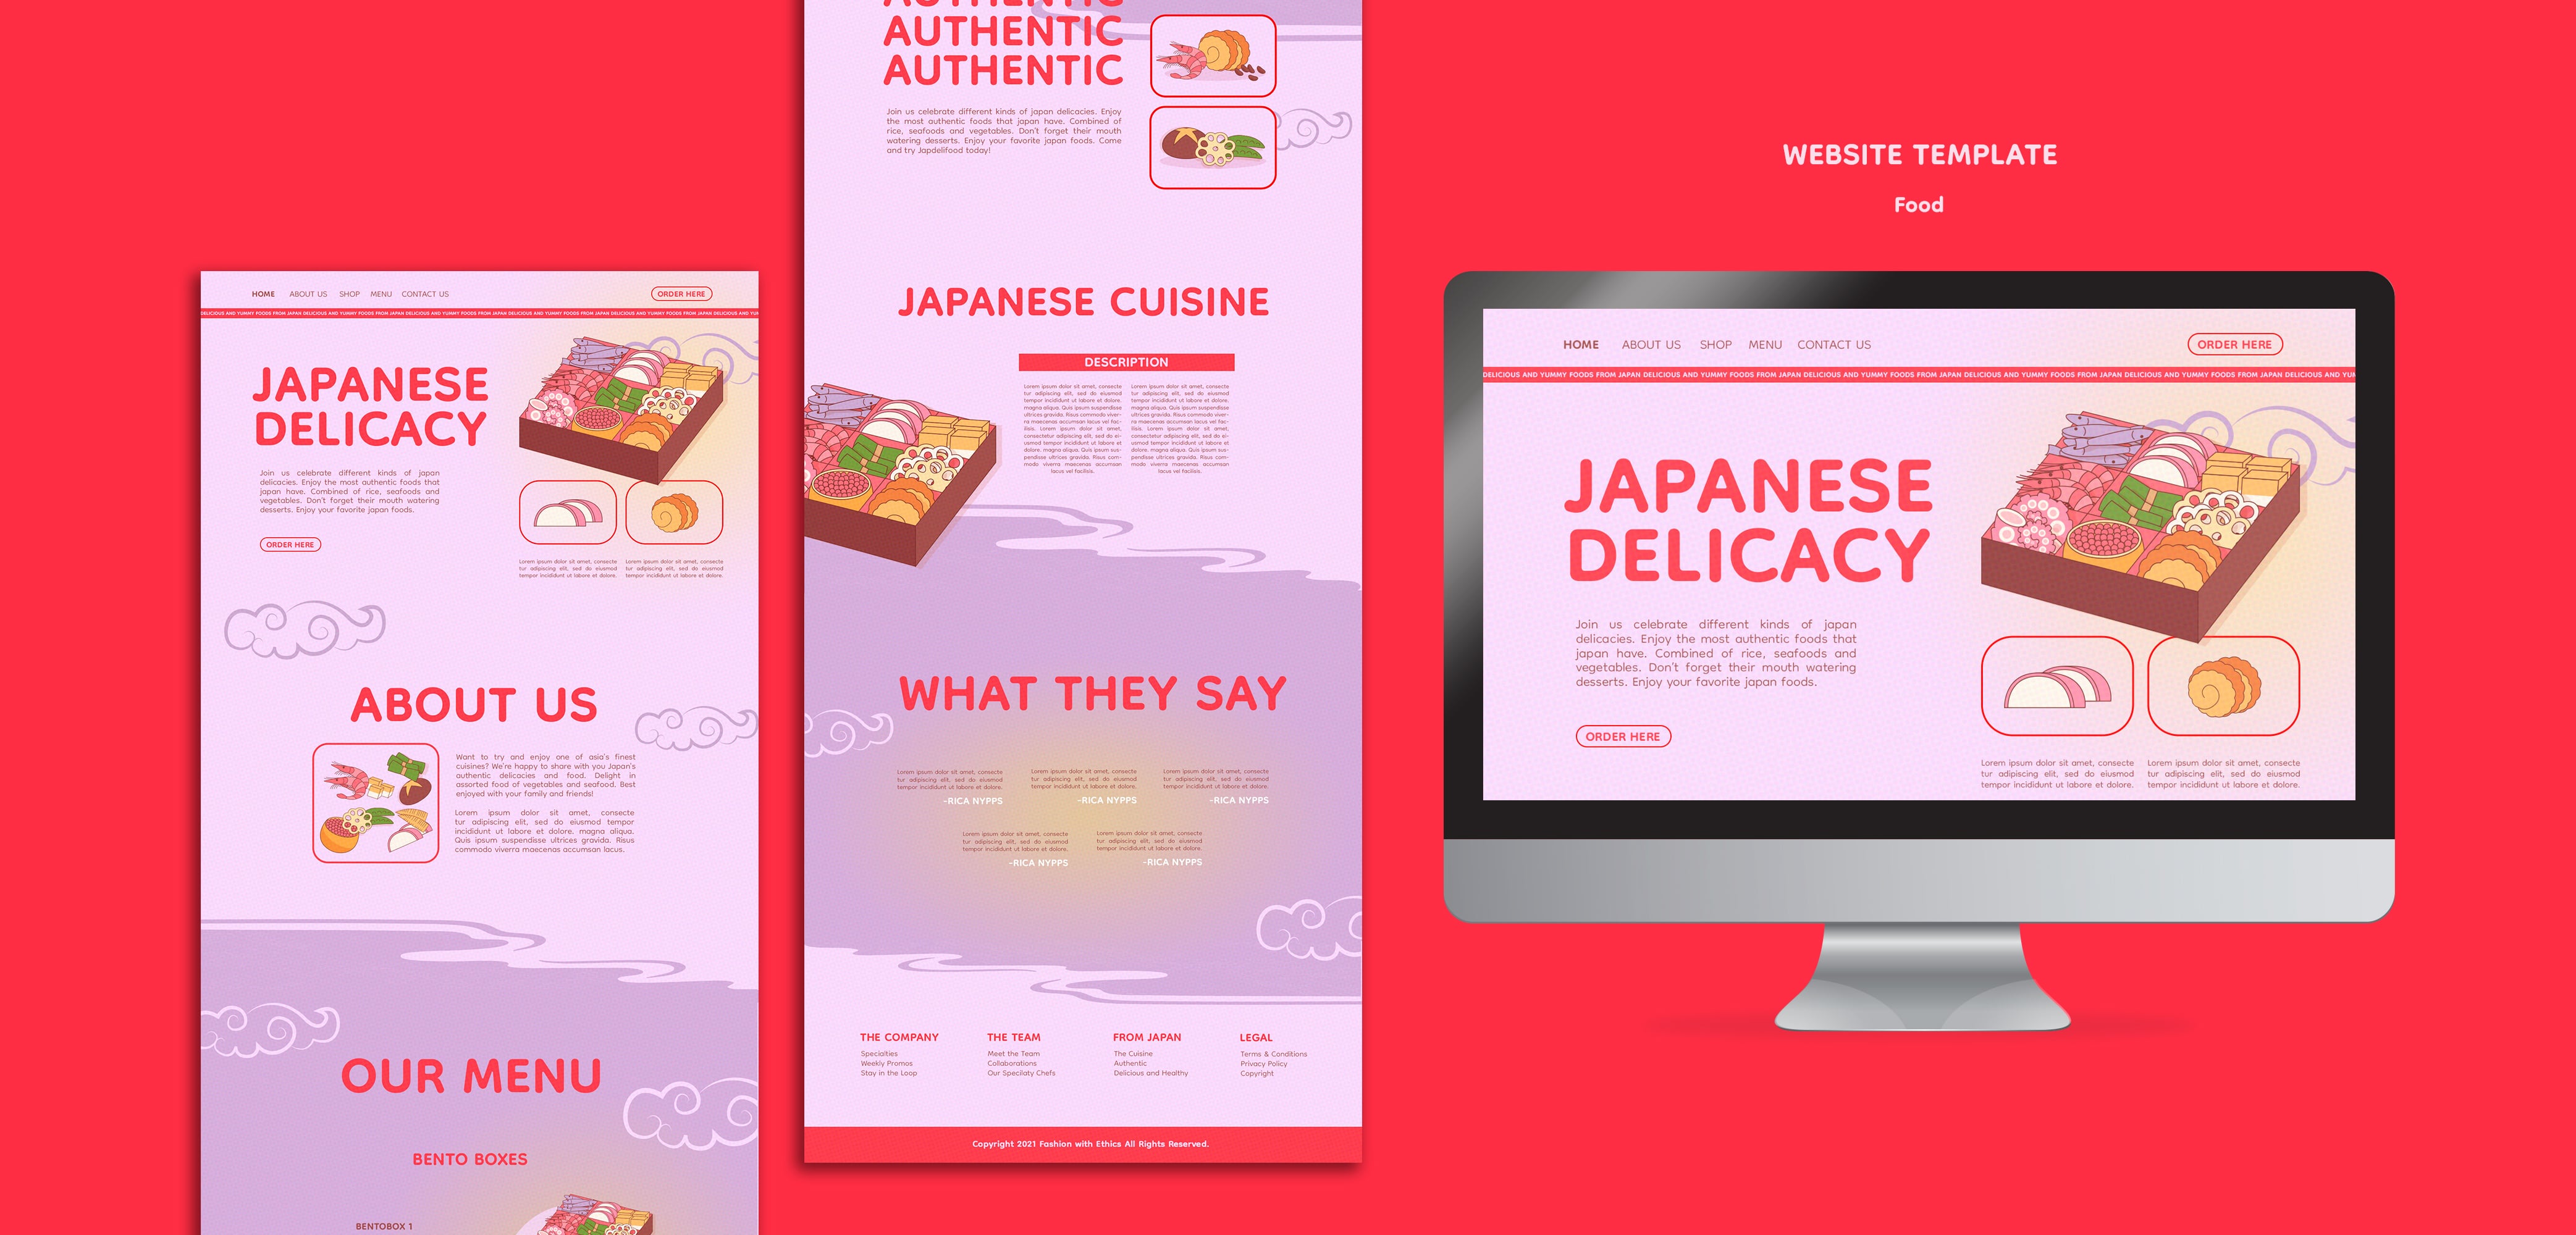 HOME ABOUT US SHOP MENU CONTACT US ORDER HERE
DELICIOUS AND YUMMY FOODS FROM JAPAN DELICIOUS AND YUMMY FOODS FROM JAPAN DELICIOUS AND YUMMY FOODS FROM JAPAN DELICIOUS AND YUMMY FOODS FROM JAPAN DELICIOUS AND YUMMY FOODS FROM JAPAN DELICIOUS AND YUM
JAPANESE
DELICACY
Join us celebrate different kinds of japan
delicacies. Enjoy the most authentic foods that
japan have. Combined of rice, seafoods and
vegetables. Don't forget their mouth watering
desserts. Enjoy your favorite japan foods.
ORDER HERE
Lorem ipsum dolor sit amet, consecte
tur adipiscing elit, sed do eiusmod
tempor incididunt ut labore et dolore.
Lorem ipsum dolor sit amet, consecte
tur adipiscing elit, sed do eiusmod
tempor incididunt ut labore et dolore.
ABOUT US
Want to try and enjoy one of asia's finest
cuisines? We're happy to share with you Japan's
authentic delicacies and food. Delight in
assorted food of vegetables and seafood. Best
enjoyed with your family and friends!
Lorem ipsum dolor sit amet, consecte
tur adipiscing elit, sed do eiusmod tempor
incididunt ut labore et dolore. magna aliqua.
Quis ipsum suspendisse ultrices gravida. Risus
commodo viverra maecenas accumsan lacus.
OUR MENU
BENTO BOXES
BENTOBOX 1
AUTHENTIC
AUTHENTIC
AUTHENTIC
Join us celebrate different kinds of japan delicacies. Enjoy
the most authentic foods that japan have. Combined of
rice, seafoods and vegetables. Don't forget their mouth
watering desserts. Enjoy your favorite japan foods. Come
and try Japdelifood today!
JAPANESE CUISINE
DESCRIPTION
Lorem ipsum dolor sit amet, consecte
tur adipiscing elit, sed do eiusmod
tempor incididunt ut labore et dolore.
magna aliqua. Quis ipsum suspendisse
ultrices gravida. Risus commodo viver-
ra maecenas accumsan lacus vel fac-
ilisis. Lorem ipsum dolor sit amet,
consectetur adipiscing elit, sed do ei-
usmod tempor incididunt ut labore et
dolore. magna aliqua. Quis ipsum sus-
pendisse ultrices gravida. Risus com-
modo viverra maecenas accumsan
lacus vel facilisis.
Lorem ipsum dolor sit amet, consecte
tur adipiscing elit, sed do eiusmod
tempor incididunt ut labore et dolore.
magna aliqua. Quis ipsum suspendisse
ultrices gravida. Risus commodo viver-
ra maecenas accumsan lacus vel fac-
ilisis. Lorem ipsum dolor sit amet,
consectetur adipiscing elit, sed do ei-
usmod tempor incididunt ut labore et
dolore. magna aliqua. Quis ipsum sus-
pendisse ultrices gravida. Risus com-
modo viverra maecenas accumsan
lacus vel facilisis.
WHAT THEY SAY
Lorem ipsum dolor sit amet, consecte
tur adipiscing elit, sed do eiusmod
tempor incididunt ut labore et dolore.
-RICA NYPPS
Lorem ipsum dolor sit amet, consecte
tur adipiscing elit, sed do eiusmod
tempor incididunt ut labore et dolore.
-RICA NYPPS
Lorem ipsum dolor sit amet, consecte
tur adipiscing elit, sed do eiusmod
tempor incididunt ut labore et dolore.
-RICA NYPPS
Lorem ipsum dolor sit amet, consecte
tur adipiscing elit, sed do eiusmod
tempor incididunt ut labore et dolore.
-RICA NYPPS
Lorem ipsum dolor sit amet, consecte
tur adipiscing elit, sed do eiusmod
tempor incididunt ut labore et dolore.
-RICA NYPPS
THE COMPANY
Specialties
Weekly Promos
Stay in the Loop
THE TEAM
Meet the Team
Collaborations
Our Specilaty Chefs
FROM JAPAN
The Cuisine
Authentic
Delicious and Healthy
LEGAL
Terms & Conditions
Privacy Policy
Copyright
Copyright 2021 Fashion with Ethics All Rights Reserved.
WEBSITE TEMPLATE
Food
HOME ABOUT US SHOP MENU CONTACT US ORDER HERE
DELICIOUS AND YUMMY FOODS FROM JAPAN DELICIOUS AND YUMMY FOODS FROM JAPAN DELICIOUS AND YUMMY FOODS FROM JAPAN DELICIOUS AND YUMMY FOODS FROM JAPAN DELICIOUS AND YUMMY FOODS FROM JAPAN DELICIOUS AND YUM
JAPANESE
DELICACY
Join us celebrate different kinds of japan
delicacies. Enjoy the most authentic foods that
japan have. Combined of rice, seafoods and
vegetables. Don't forget their mouth watering
desserts. Enjoy your favorite japan foods.
ORDER HERE
Lorem ipsum dolor sit amet, consecte
tur adipiscing elit, sed do eiusmod
tempor incididunt ut labore et dolore.
Lorem ipsum dolor sit amet, consecte
tur adipiscing elit, sed do eiusmod
tempor incididunt ut labore et dolore.